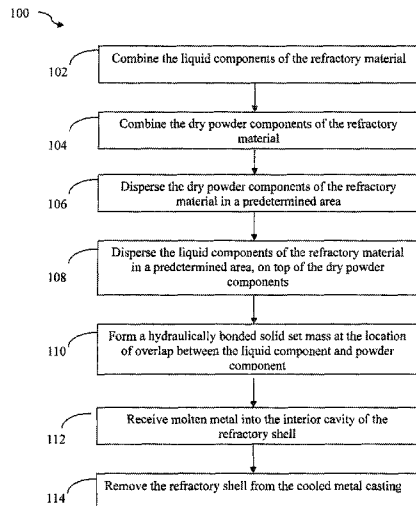 100
Combine the liquid components of the refractory material
102
Combine the dry powder components of the refractory
material
104
Disperse the dry powder components of the refractory
material in a predetermined area
106
Disperse the liquid components of the refractory material
in a predetermined area, on top of the dry powder
components
108
Form a hydraulically bonded solid set mass at the location
of overlap between the liquid component and powder
component
110
Receive molten metal into the interior cavity of the
refractory shell
112
Remove the refractory shell from the cooled metal casting
114